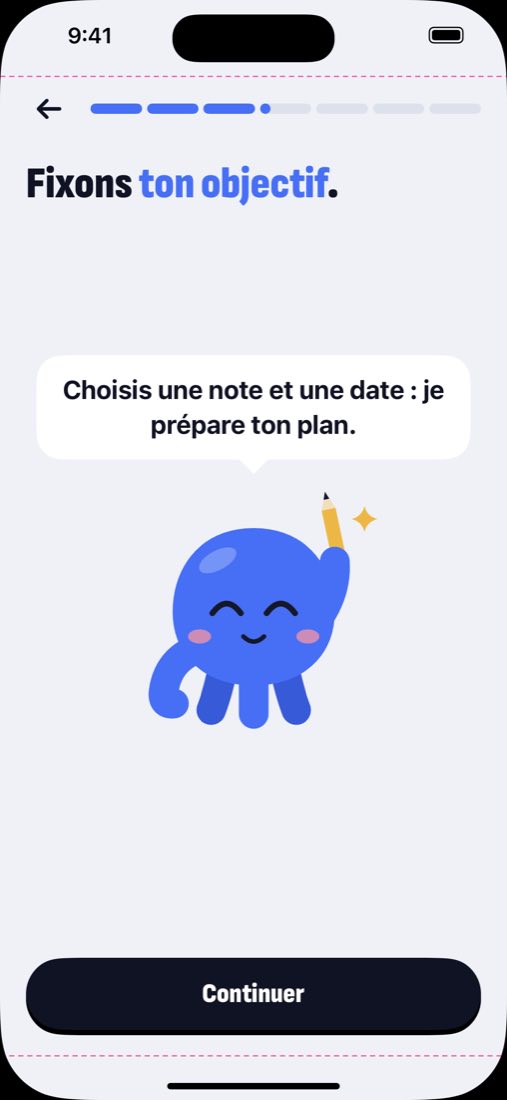 9:41
Fixons ton objectif.
Choisis une note et une date : je
prépare ton plan.
Continuer